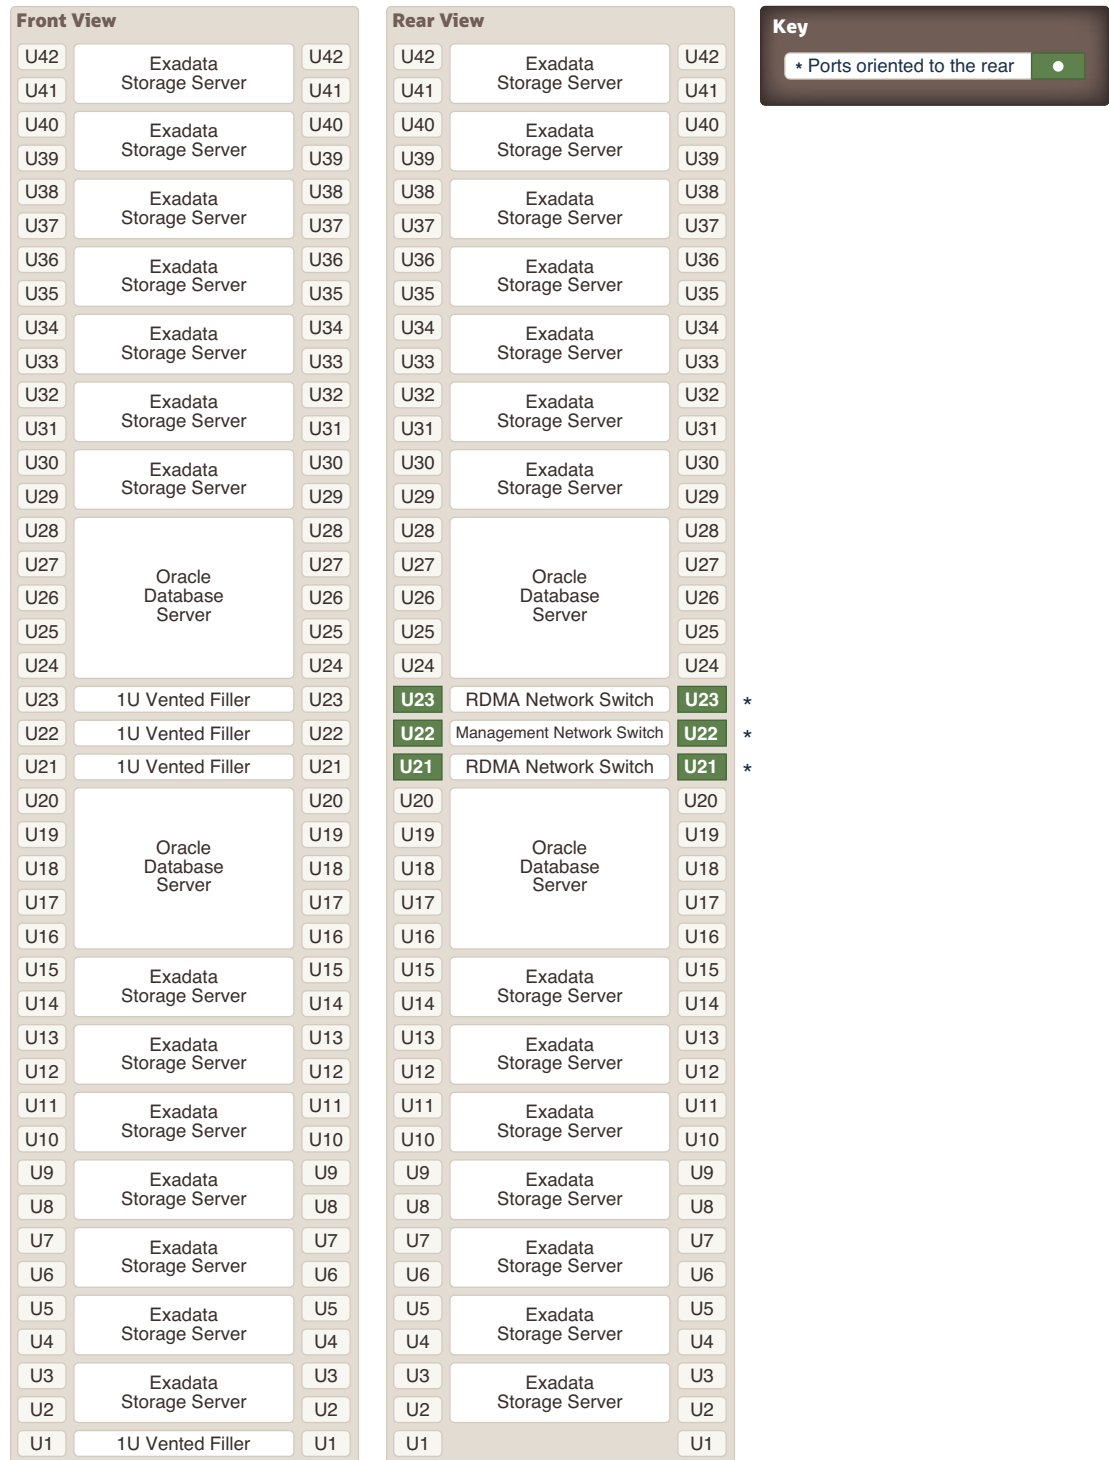 Front View
U42 Exadata Storage Server U42
U41 U41
U40 Exadata Storage Server U40
U39 U39
U38 Exadata Storage Server U38
U37 U37
U36 Exadata Storage Server U36
U35 U35
U34 Exadata Storage Server U34
U33 U33
U32 Exadata Storage Server U32
U31 U31
U30 Exadata Storage Server U30
U29 U29
U28 U28
U27 Oracle U27
U26 Database U26
U25 Server U25
U24 U24
U23 1U Vented Filler U23
U22 1U Vented Filler U22
U21 1U Vented Filler U21
U20 U20
U19 Oracle U19
U18 Database U18
U17 Server U17
U16 U16
U15 Exadata Storage Server U15
U14 U14
U13 Exadata Storage Server U13
U12 U12
U11 Exadata Storage Server U11
U10 U10
U9 Exadata Storage Server U9
U8 U8
U7 Exadata Storage Server U7
U6 U6
U5 Exadata Storage Server U5
U4 U4
U3 Exadata Storage Server U3
U2 U2
U1 1U Vented Filler U1
Rear View
U42 Exadata Storage Server U42
U41 U41
U40 Exadata Storage Server U40
U39 U39
U38 Exadata Storage Server U38
U37 U37
U36 Exadata Storage Server U36
U35 U35
U34 Exadata Storage Server U34
U33 U33
U32 Exadata Storage Server U32
U31 U31
U30 Exadata Storage Server U30
U29 U29
U28 U28
U27 Oracle U27
U26 Database U26
U25 Server U25
U24 U24
U23 RDMA Network Switch U23 *
U22 Management Network Switch U22 *
U21 RDMA Network Switch U21 *
U20 U20
U19 Oracle U19
U18 Database U18
U17 Server U17
U16 U16
U15 Exadata Storage Server U15
U14 U14
U13 Exadata Storage Server U13
U12 U12
U11 Exadata Storage Server U11
U10 U10
U9 Exadata Storage Server U9
U8 U8
U7 Exadata Storage Server U7
U6 U6
U5 Exadata Storage Server U5
U4 U4
U3 Exadata Storage Server U3
U2 U2
U1 U1
Key
* Ports oriented to the rear